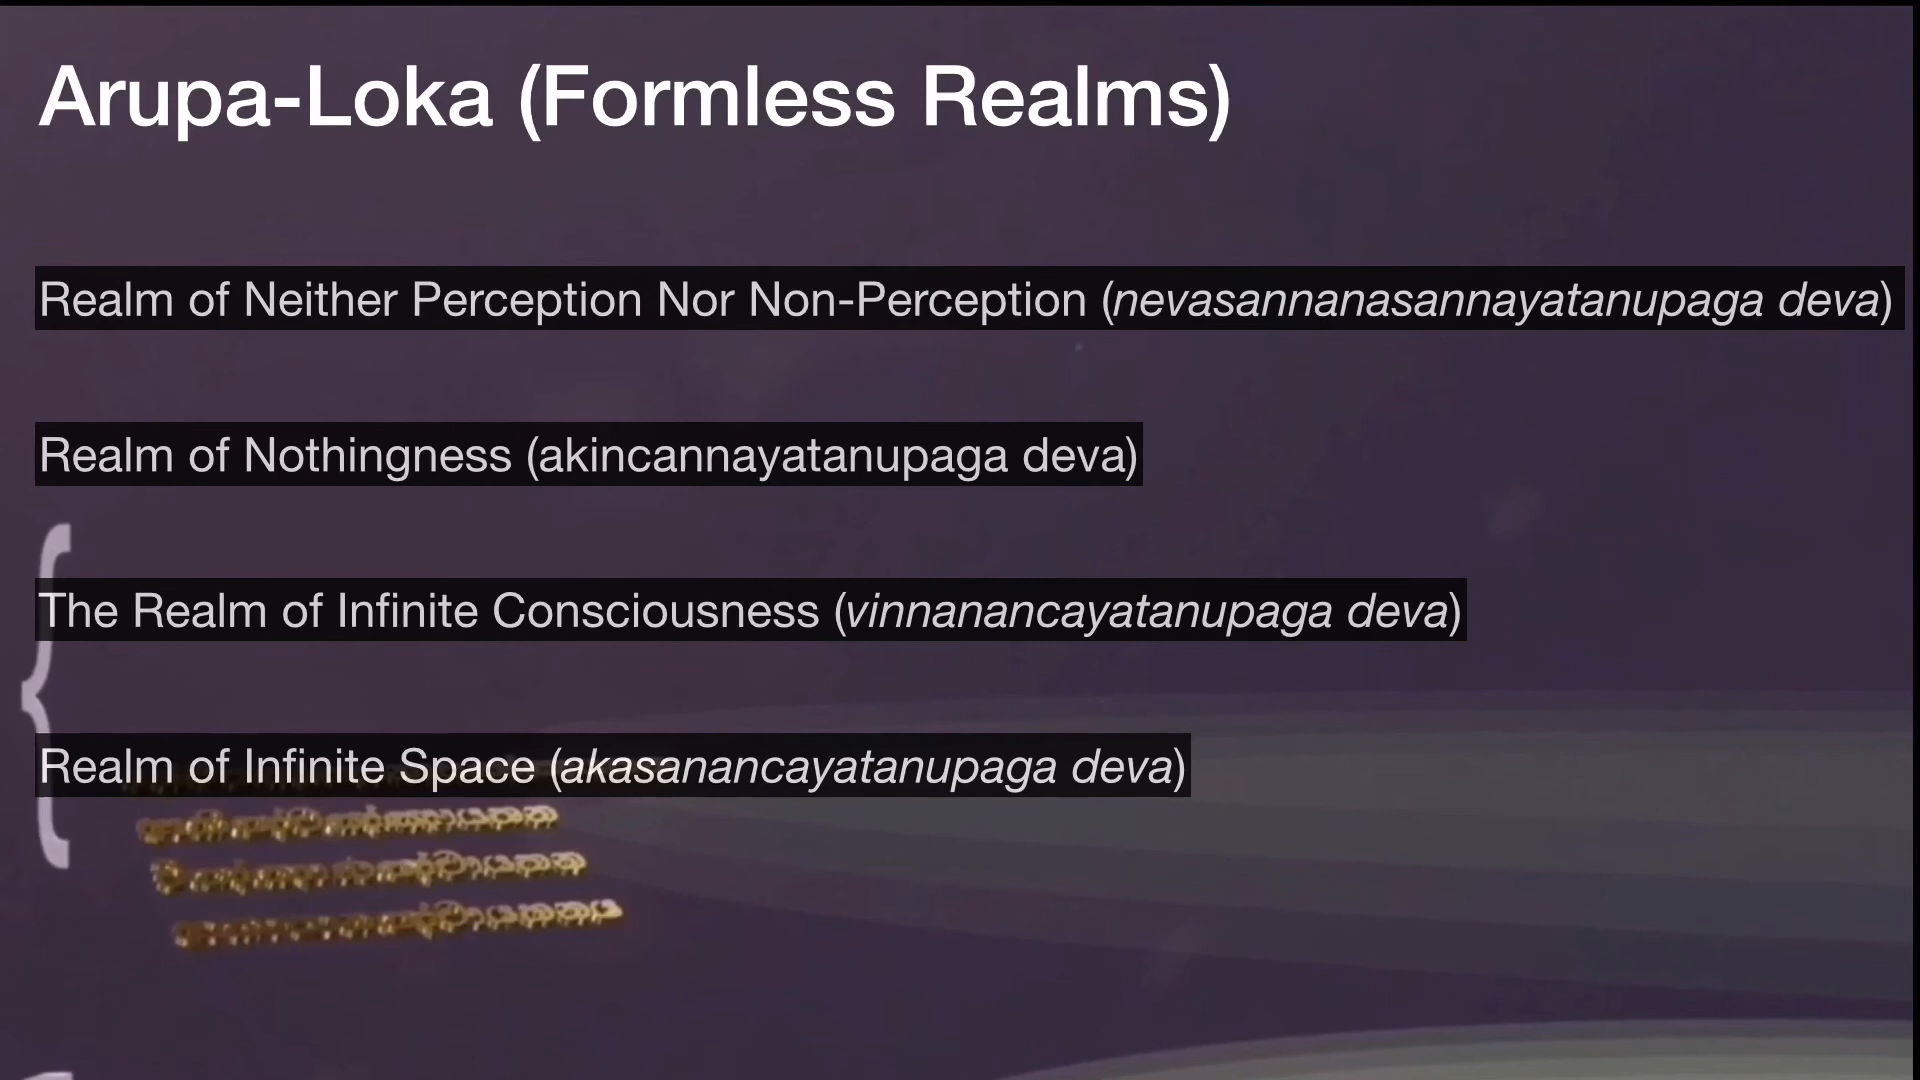 Arupa-Loka (Formless Realms)
Realm of Neither Perception Nor Non-Perception (nevasannanasannayatanupaga deva)
Realm of Nothingness (akincannayatanupaga deva)
The Realm of Infinite Consciousness (vinnanancayatanupaga deva)
Realm of Infinite Space (akasanancayatanupaga deva)